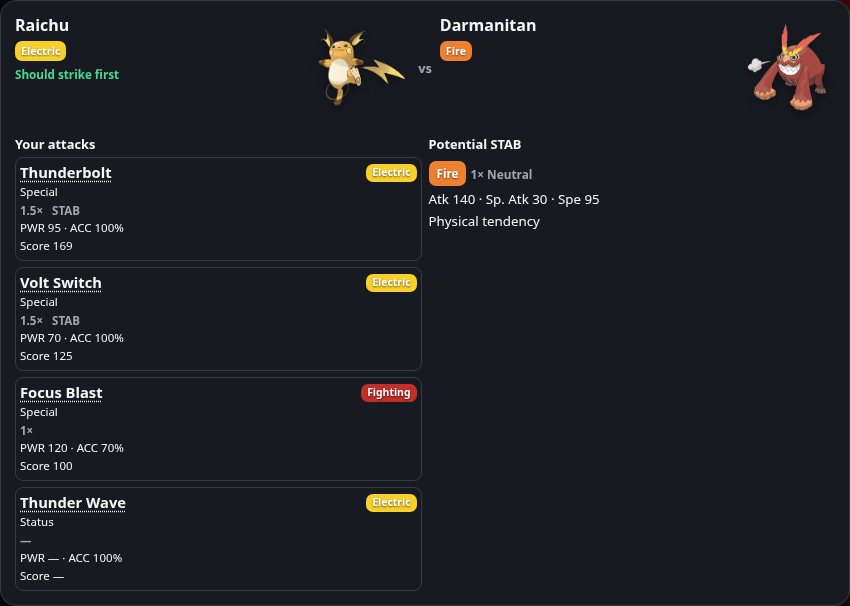 Raichu
Electric
Should strike first
vs
Darmanitan
Fire
Your attacks
Thunderbolt
Electric
Special
1.5× STAB
PWR 95 · ACC 100%
Score 169
Volt Switch
Electric
Special
1.5× STAB
PWR 70 · ACC 100%
Score 125
Focus Blast
Fighting
Special
1×
PWR 120 · ACC 70%
Score 100
Thunder Wave
Electric
Status
—
PWR — · ACC 100%
Score —
Potential STAB
Fire 1× Neutral
Atk 140 · Sp. Atk 30 · Spe 95
Physical tendency